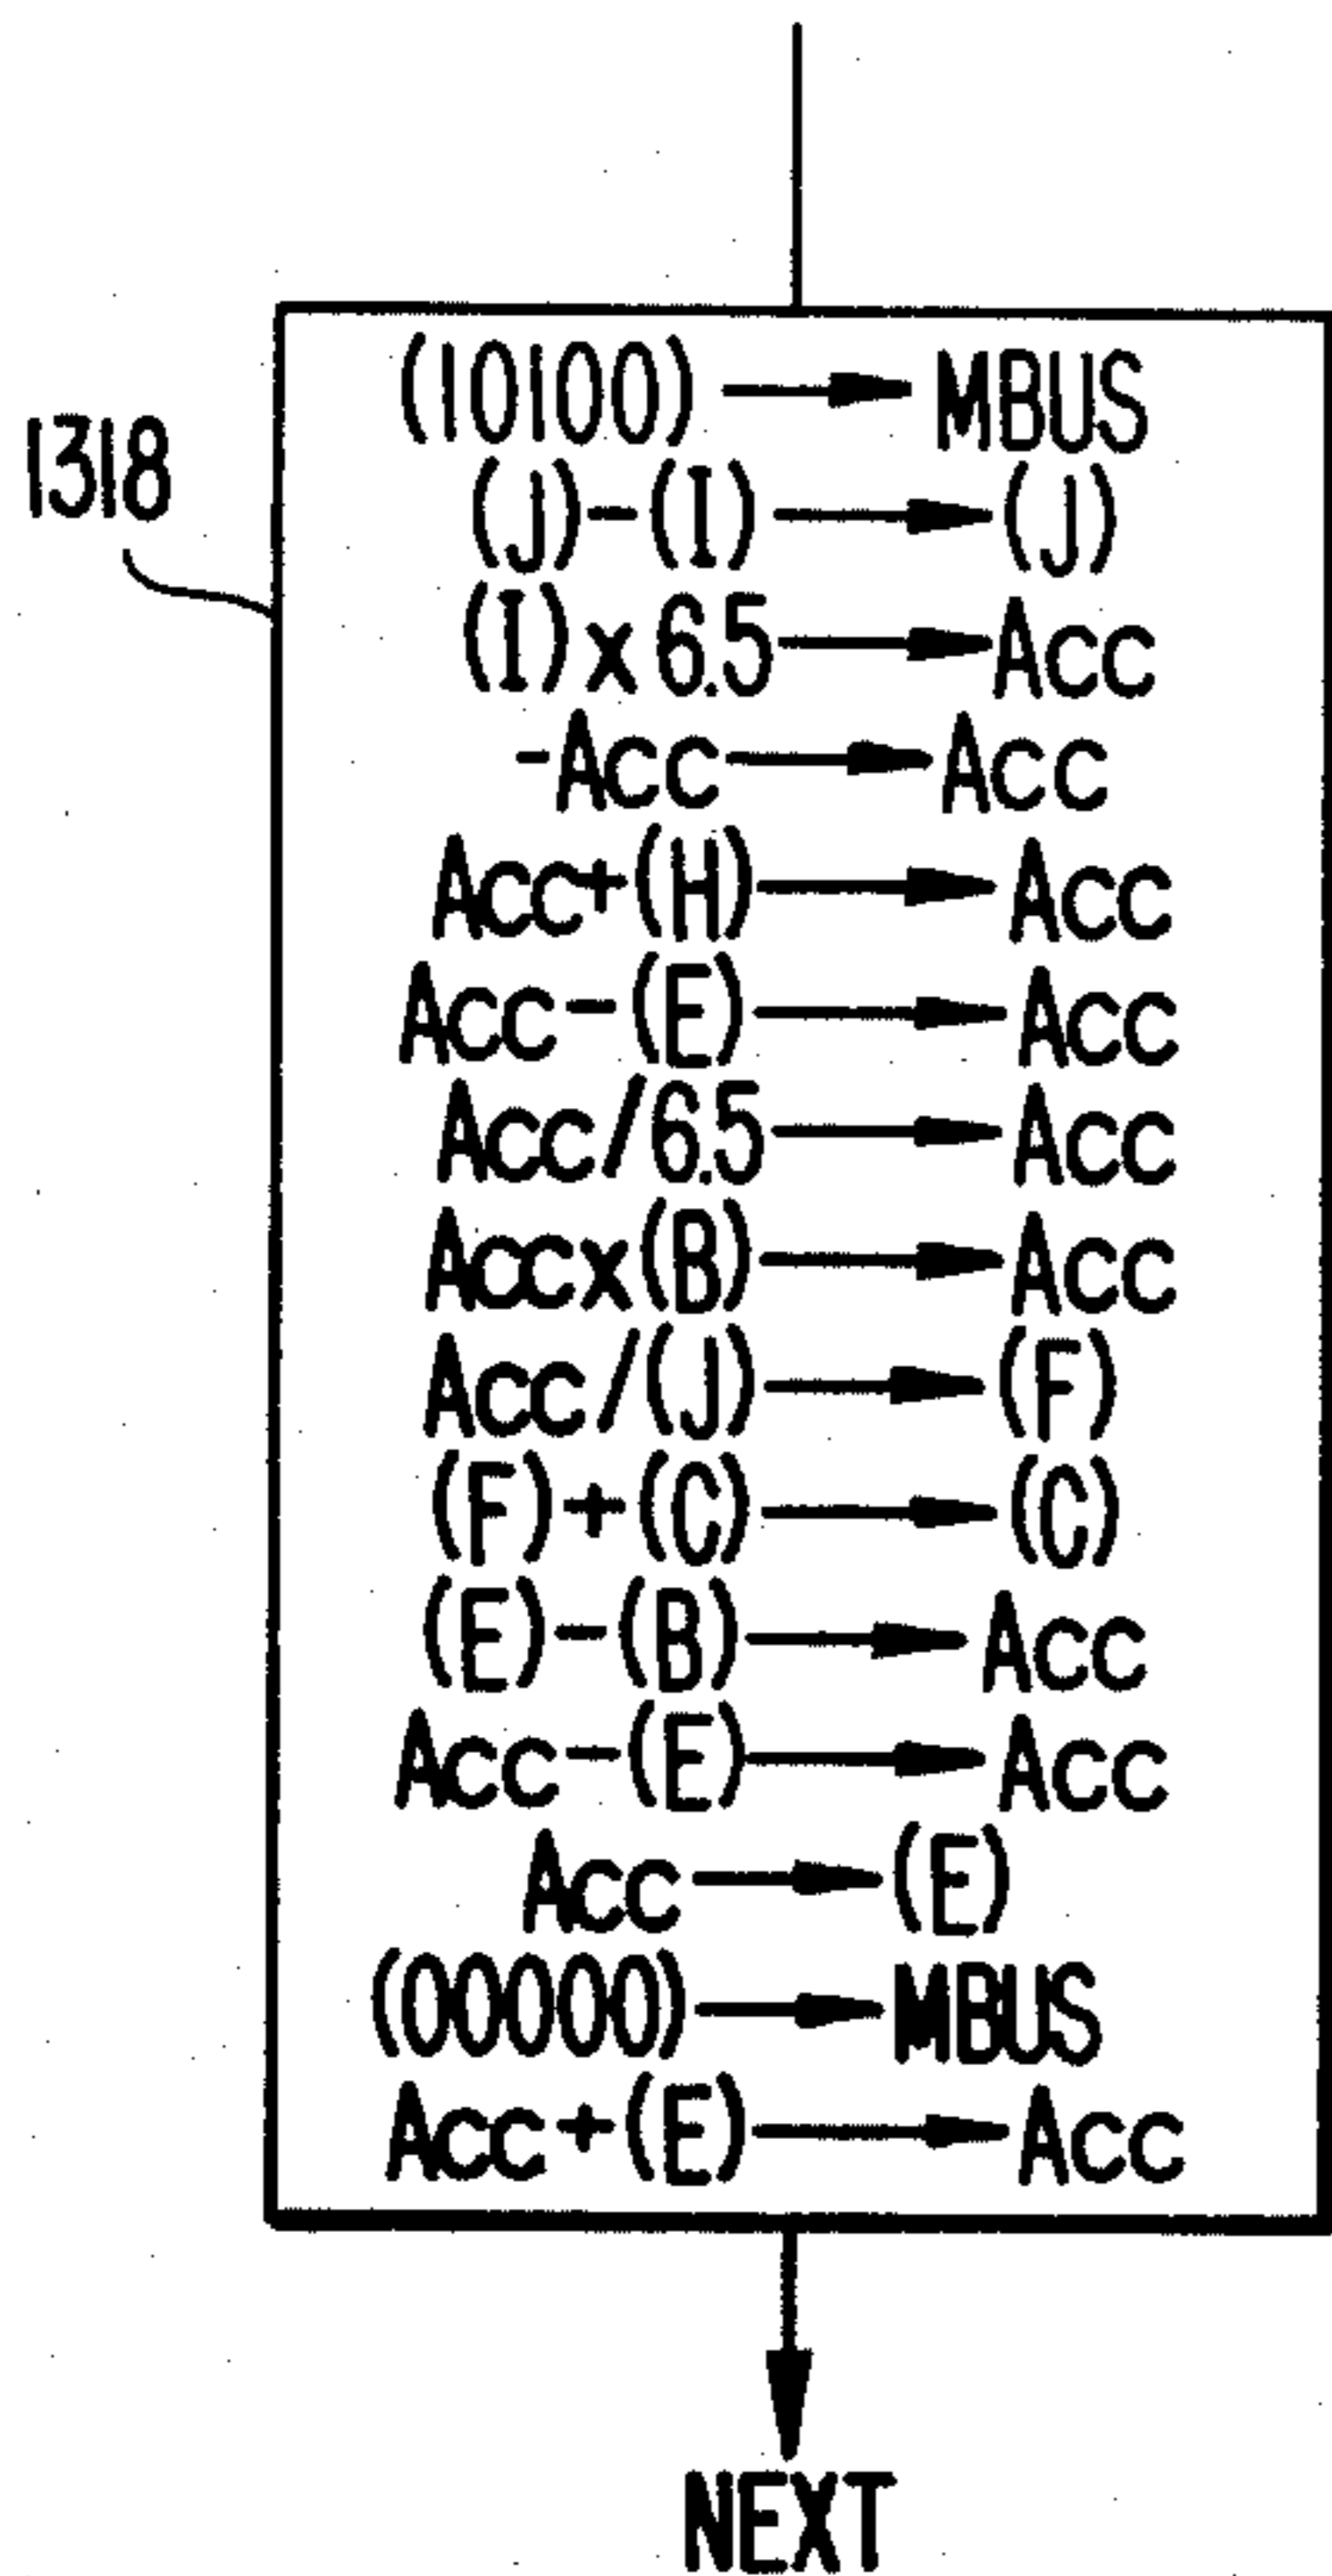 (10100) → MBUS
1318
(J)-(I) → (J)
(I)x6.5 → Acc
-Acc → Acc
Acc+(H) → Acc
Acc-(E) → Acc
Acc/6.5 → Acc
Accx(B) → Acc
Acc/(J) → (F)
(F)+(C) → (C)
(E)-(B) → Acc
Acc-(E) → Acc
Acc → (E)
(00000) → MBUS
Acc+(E) → Acc
NEXT